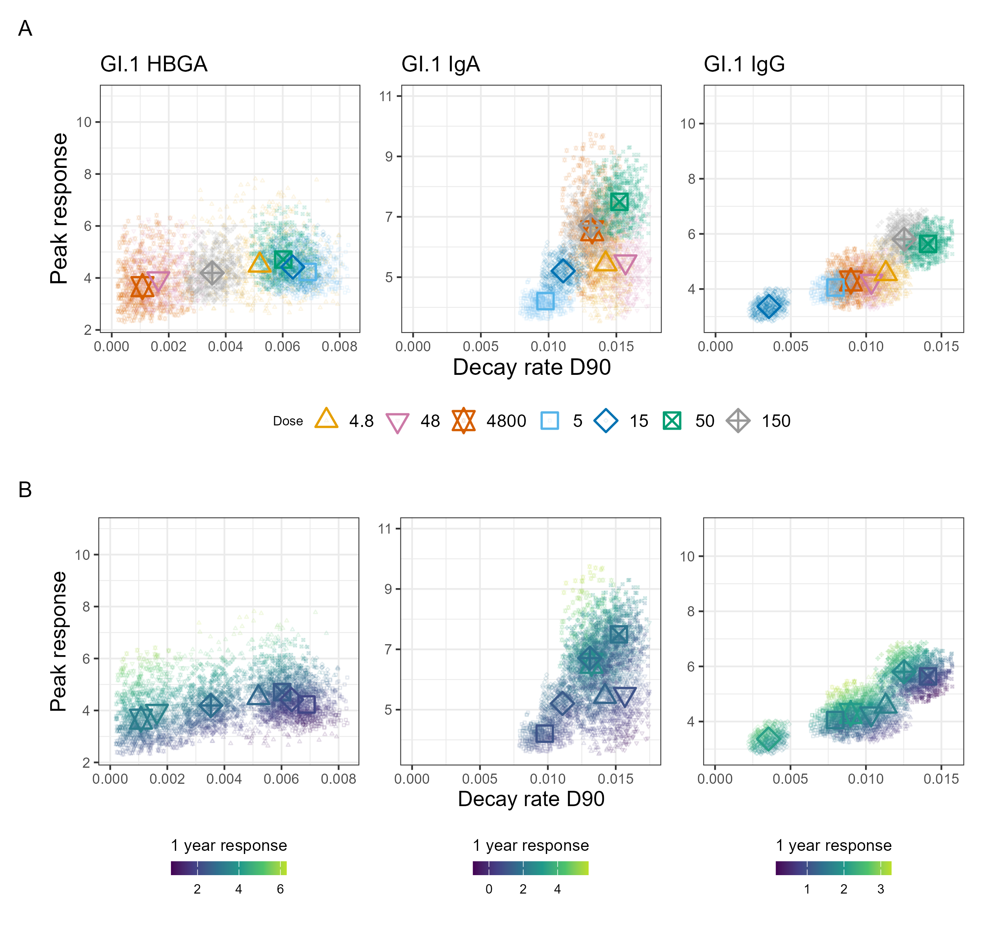 A
GI.1 HBGA GI.1 IgA GI.1 IgG
Peak response
10
8
6
4
2
11
9
7
5
10
8
6
4
0.000 0.002 0.004 0.006 0.008 0.000 0.005 0.010 0.015 0.000 0.005 0.010 0.015
Decay rate D90
Dose 4.8 48 4800 5 15 50 150
B
Peak response
10
8
6
4
2
11
9
7
5
10
8
6
4
0.000 0.002 0.004 0.006 0.008 0.000 0.005 0.010 0.015 0.000 0.005 0.010 0.015
Decay rate D90
1 year response 1 year response 1 year response
2 4 6 0 2 4 1 2 3